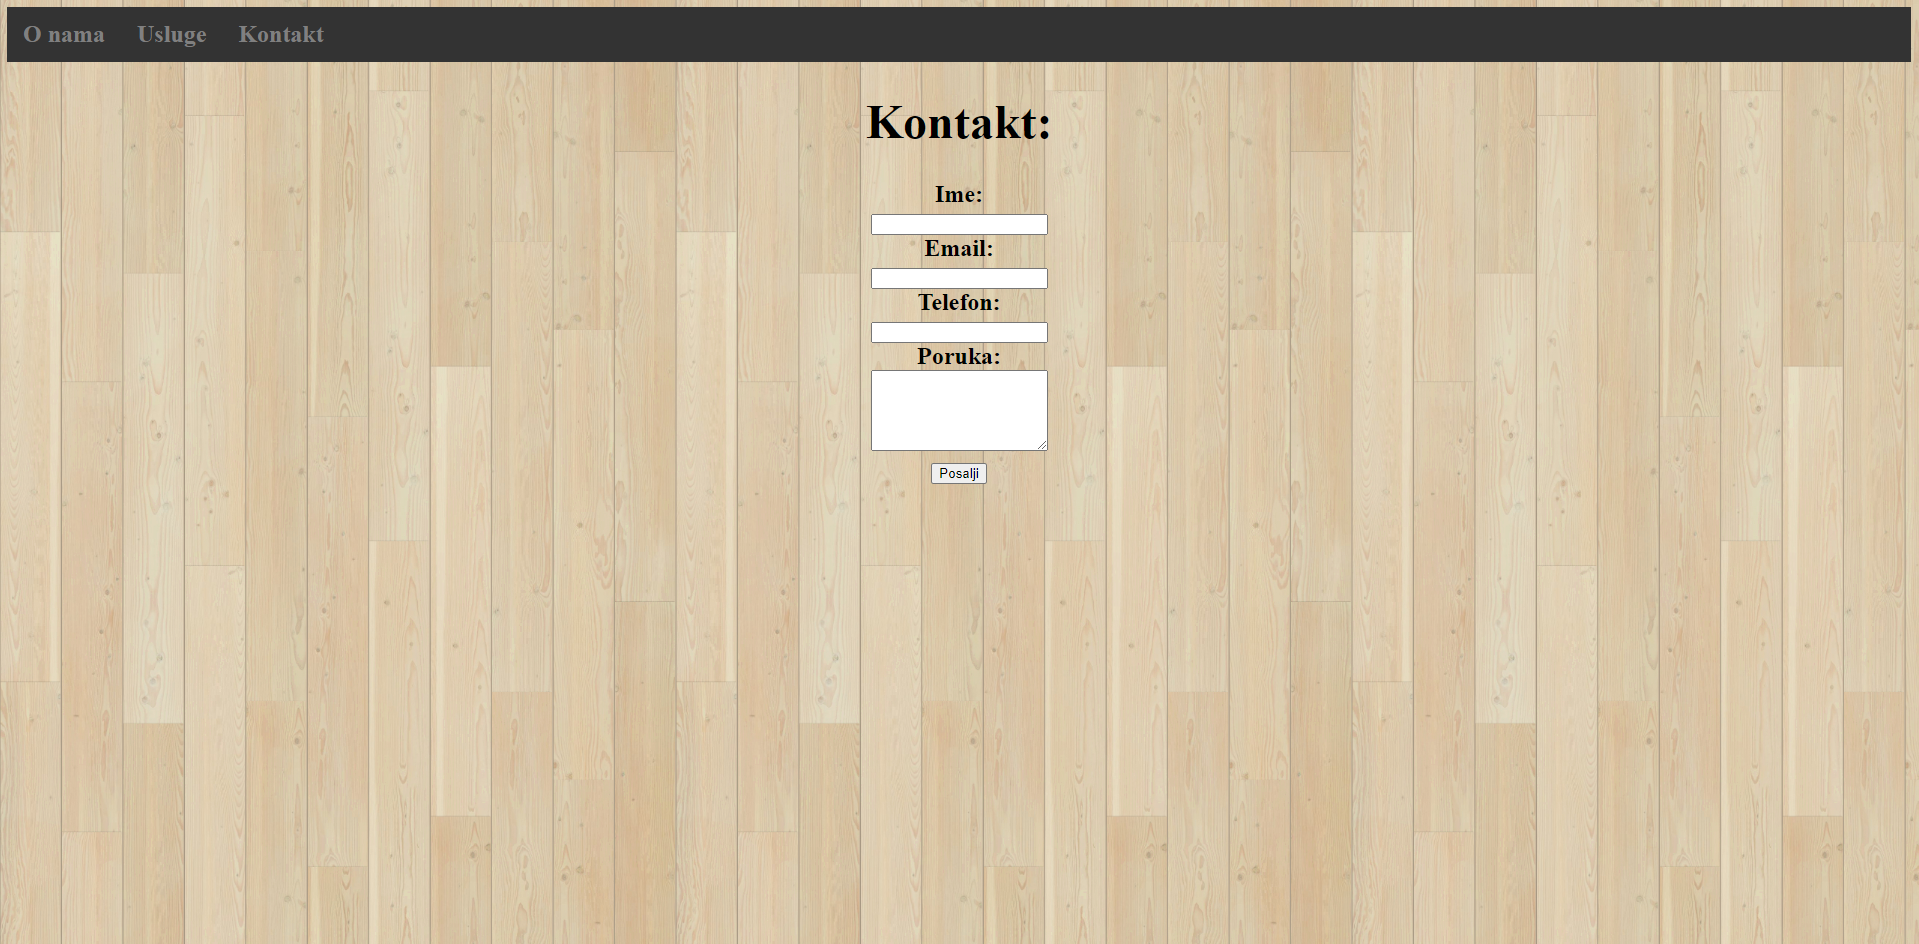 O nama Usluge Kontakt
Kontakt:
Ime:
Email:
Telefon:
Poruka:
Posalji